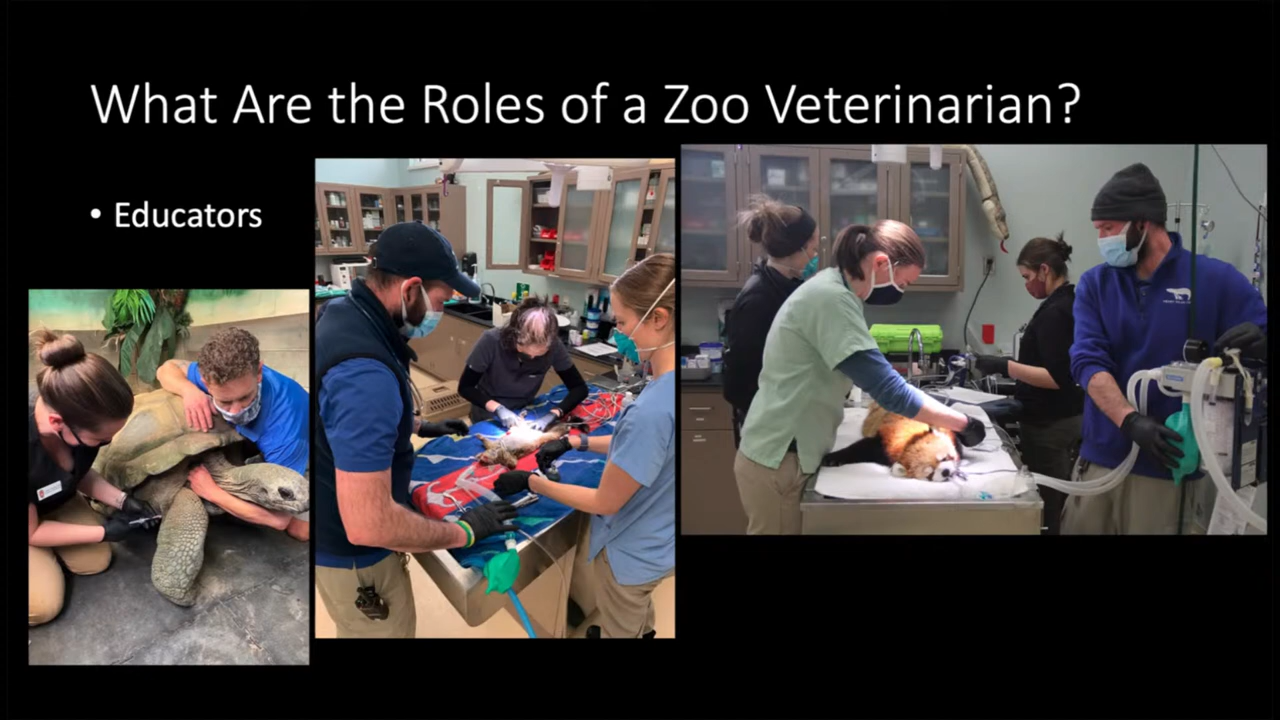 What Are the Roles of a Zoo Veterinarian?
• Educators